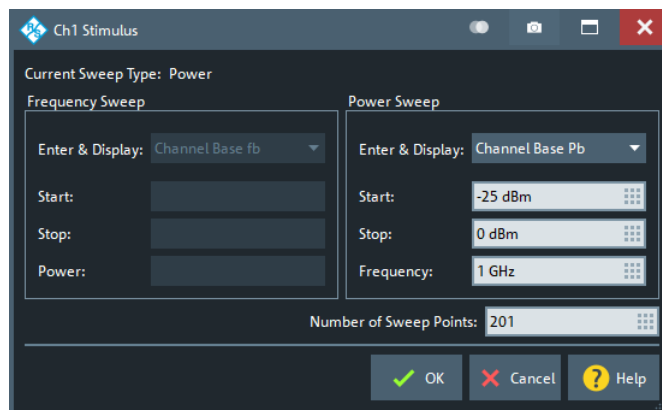 R&S Ch1 Stimulus
Current Sweep Type: Power
Frequency Sweep
Enter & Display: Channel Base fb
Start:
Stop:
Power:
Power Sweep
Enter & Display: Channel Base Pb
Start: -25 dBm
Stop: 0 dBm
Frequency: 1 GHz
Number of Sweep Points: 201
OK
Cancel
? Help